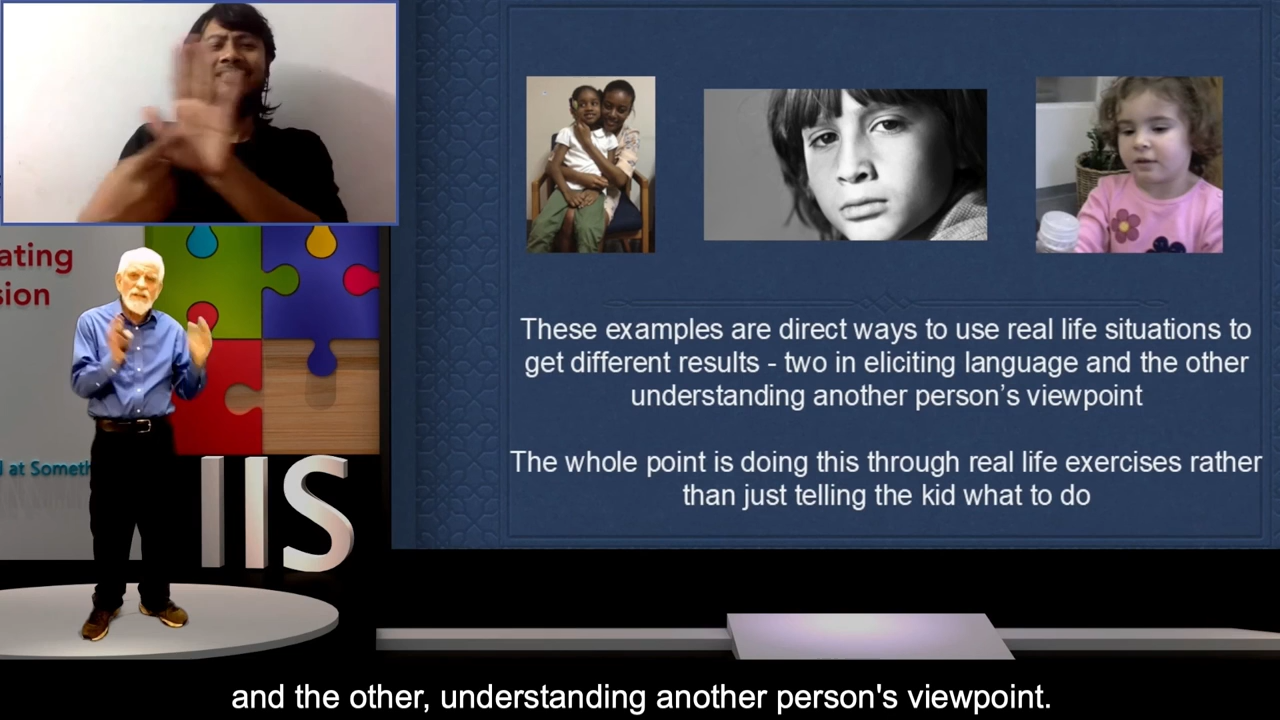 ating
sion
at Someth
IIS
These examples are direct ways to use real life situations to
get different results - two in eliciting language and the other
understanding another person’s viewpoint
The whole point is doing this through real life exercises rather
than just telling the kid what to do
and the other, understanding another person's viewpoint.